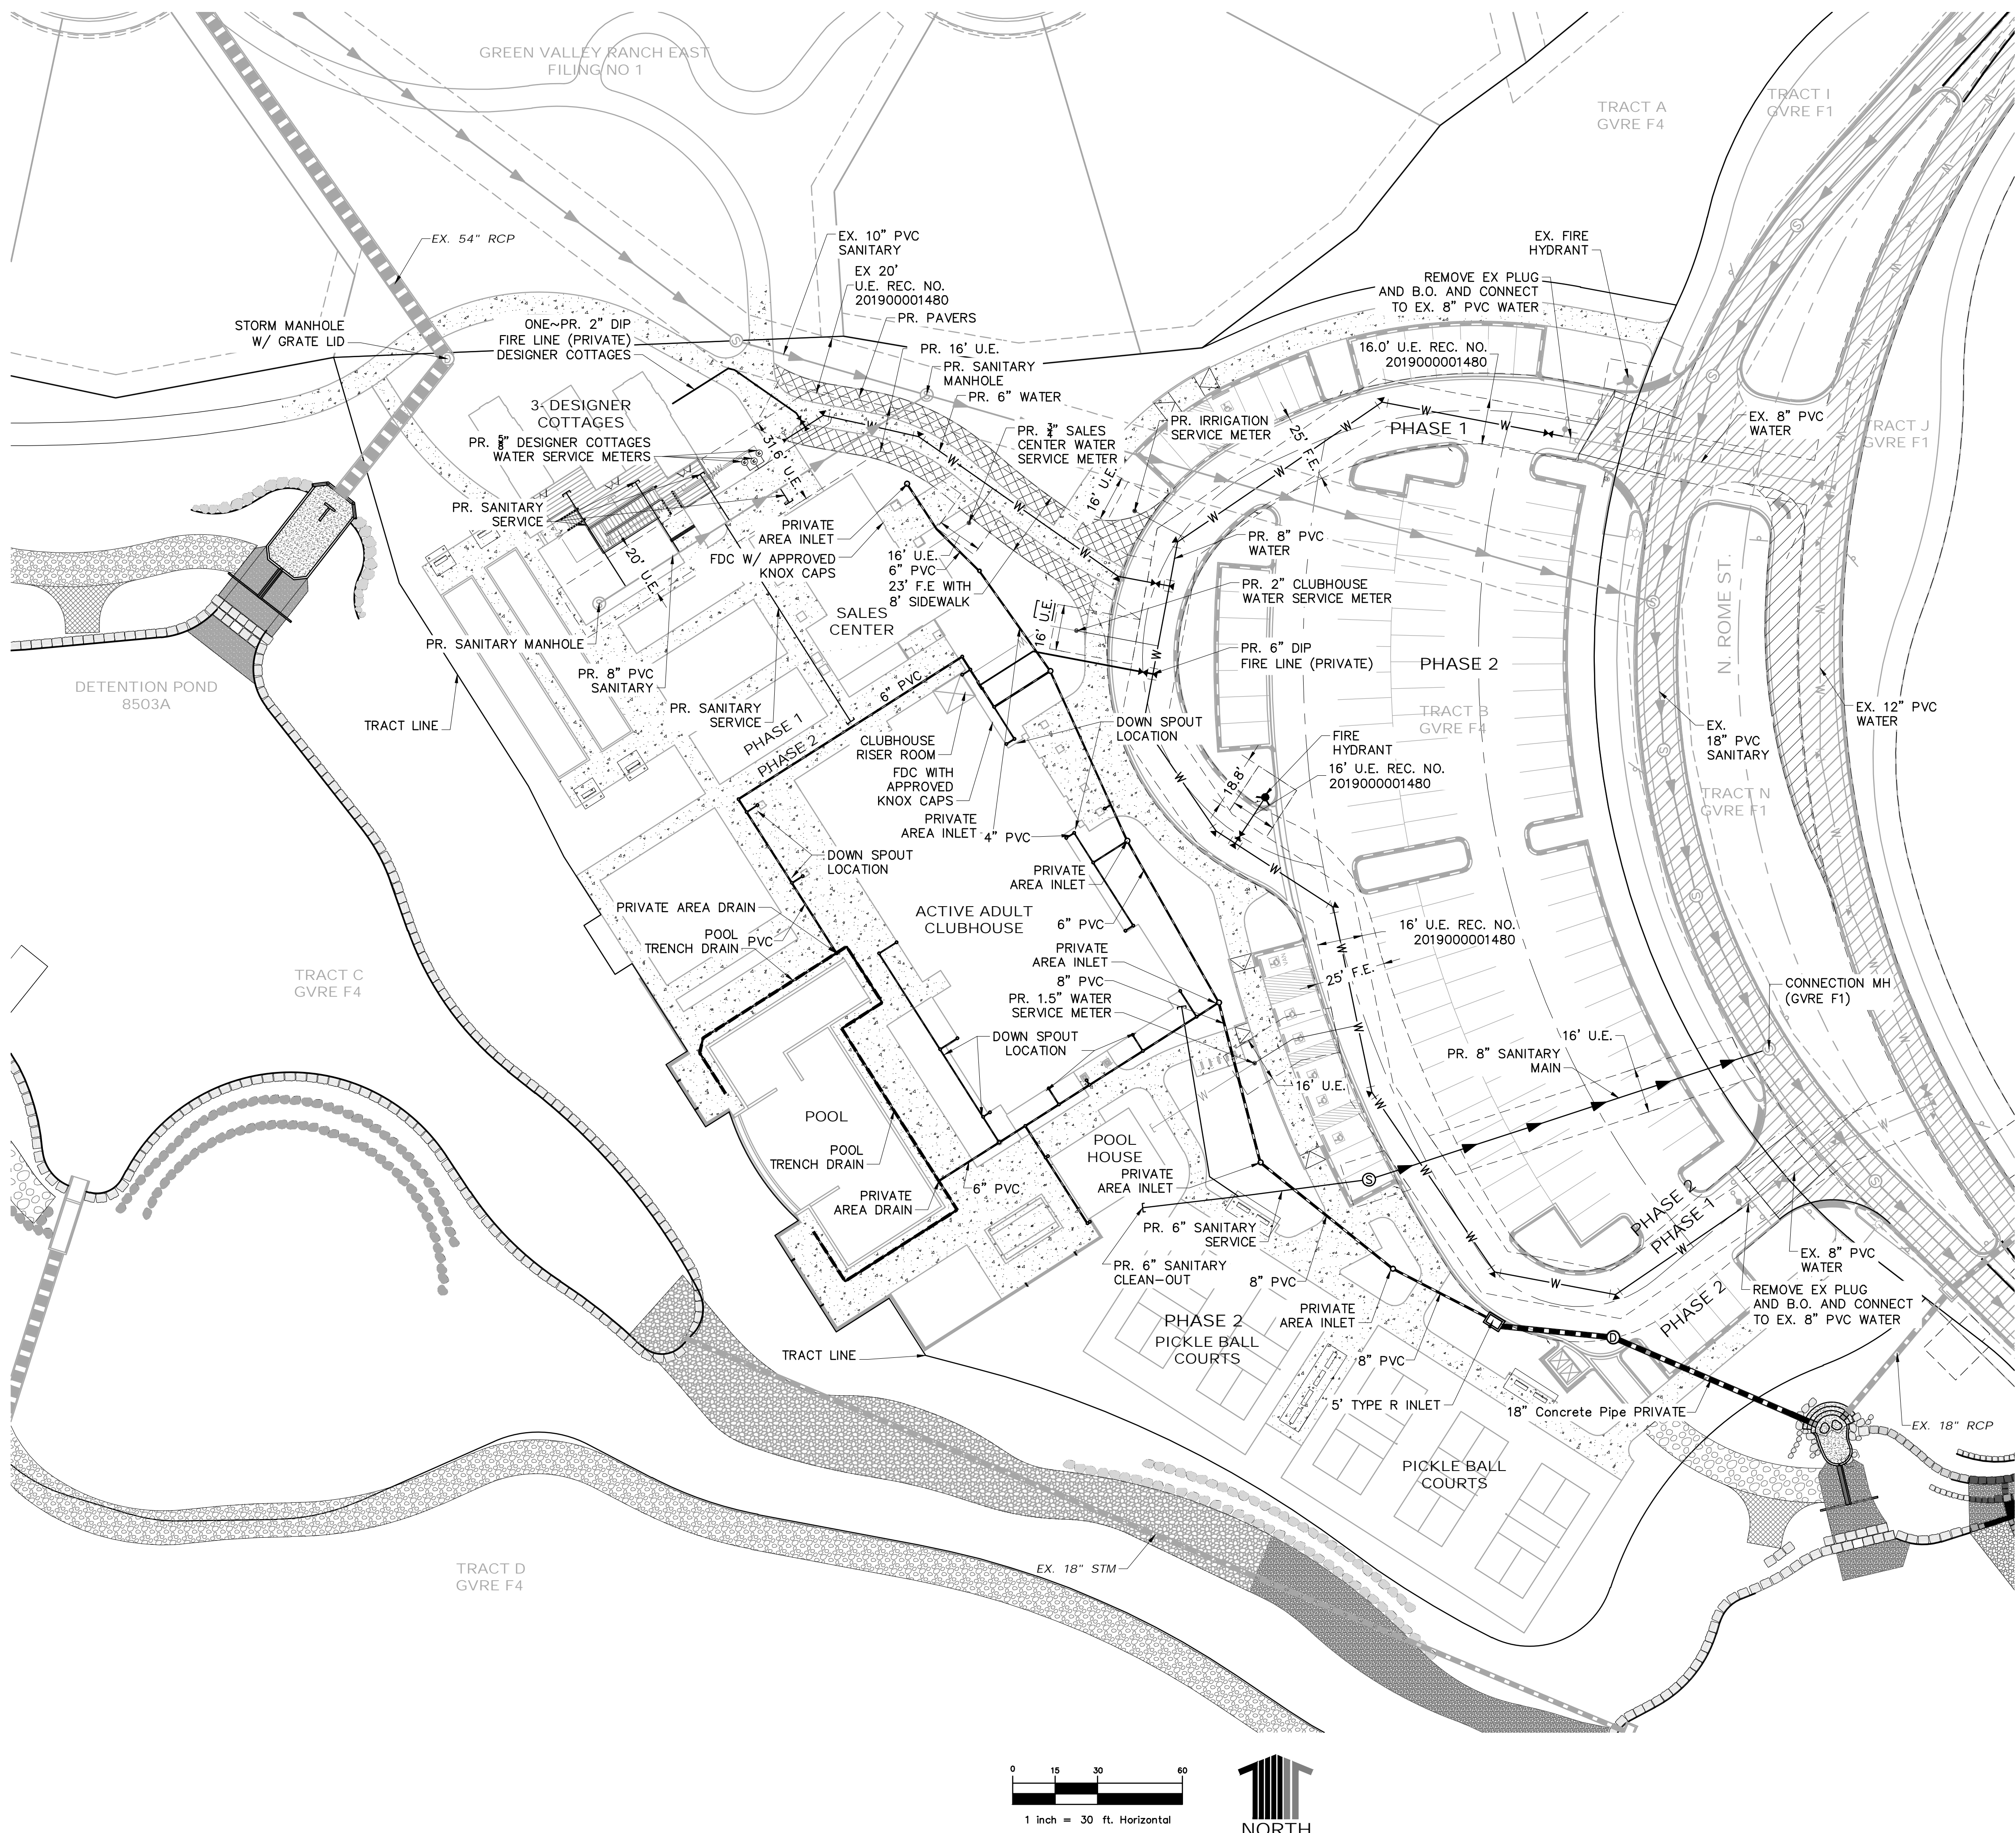 GREEN VALLEY RANCH EAST
FILING NO 1
TRACT A
GVRE F4
TRACT I
GVRE F1
EX. 54" RCP
STORM MANHOLE
W/ GRATE LID
ONE~PR. 2" DIP
FIRE LINE (PRIVATE)
DESIGNER COTTAGES
EX. 10" PVC
SANITARY
EX 20'
U.E. REC. NO.
201900001480
PR. PAVERS
PR. 16' U.E.
PR. SANITARY
MANHOLE
PR. 6" WATER
EX. FIRE
HYDRANT
REMOVE EX PLUG
AND B.O. AND CONNECT
TO EX. 8" PVC WATER
16.0' U.E. REC. NO.
2019000001480
3- DESIGNER
COTTAGES
PR. 5/8" DESIGNER COTTAGES
WATER SERVICE METERS
PR. SANITARY
SERVICE
PR. 3/4" SALES
CENTER WATER
SERVICE METER
PR. IRRIGATION
SERVICE METER
25' F.E.
PHASE 1
EX. 8" PVC
WATER
TRACT J
GVRE F1
16' U.E.
31'
16' U.E.
20' U.E.
PRIVATE
AREA INLET
FDC W/ APPROVED
KNOX CAPS
16' U.E.
6" PVC
23' F.E WITH
8' SIDEWALK
SALES
CENTER
PR. 8" PVC
WATER
PR. 2" CLUBHOUSE
WATER SERVICE METER
16' U.E.
PR. 6" DIP
FIRE LINE (PRIVATE)
PHASE 2
N. ROME ST.
PR. SANITARY MANHOLE
PR. 8" PVC
SANITARY
PR. SANITARY
SERVICE
DETENTION POND
8503A
TRACT LINE
6" PVC
PHASE 1
PHASE 2
CLUBHOUSE
RISER ROOM
FDC WITH
APPROVED
KNOX CAPS
PRIVATE
AREA INLET
4" PVC
DOWN SPOUT
LOCATION
TRACT B
GVRE F4
FIRE
HYDRANT
16' U.E. REC. NO.
2019000001480
18.8'
EX.
18" PVC
SANITARY
EX. 12" PVC
WATER
TRACT N
GVRE F1
DOWN SPOUT
LOCATION
PRIVATE
AREA INLET
PRIVATE AREA DRAIN
POOL
TRENCH DRAIN
PVC
ACTIVE ADULT
CLUBHOUSE
6" PVC
PRIVATE
AREA INLET
8" PVC
PR. 1.5" WATER
SERVICE METER
16' U.E. REC. NO.
2019000001480
25' F.E.
TRACT C
GVRE F4
CONNECTION MH
(GVRE F1)
DOWN SPOUT
LOCATION
16' U.E.
PR. 8" SANITARY
MAIN
16' U.E.
POOL
POOL
TRENCH DRAIN
PRIVATE
AREA DRAIN
6" PVC
POOL
HOUSE
PRIVATE
AREA INLET
PR. 6" SANITARY
SERVICE
PR. 6" SANITARY
CLEAN-OUT
8" PVC
PRIVIATE
AREA INLET
PHASE 2
PHASE 1
EX. 8" PVC
WATER
REMOVE EX PLUG
AND B.O. AND CONNECT
TO EX. 8" PVC WATER
PHASE 2
PHASE 2
PICKLE BALL
COURTS
TRACT LINE
8" PVC
5' TYPE R INLET
18" Concrete Pipe PRIVATE
EX. 18" RCP
PICKLE BALL
COURTS
EX. 18" STM
TRACT D
GVRE F4
0 15 30 60
1 inch = 30 ft. Horizontal
NORTH